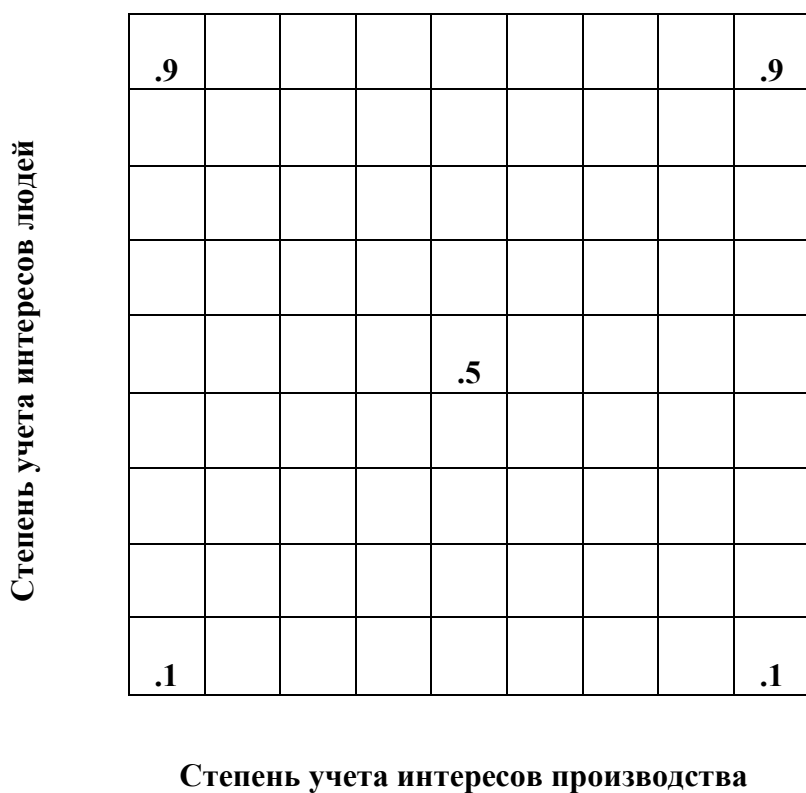 .9 .9
Степень учета интересов людей
.5
.1 .1
Степень учета интересов производства